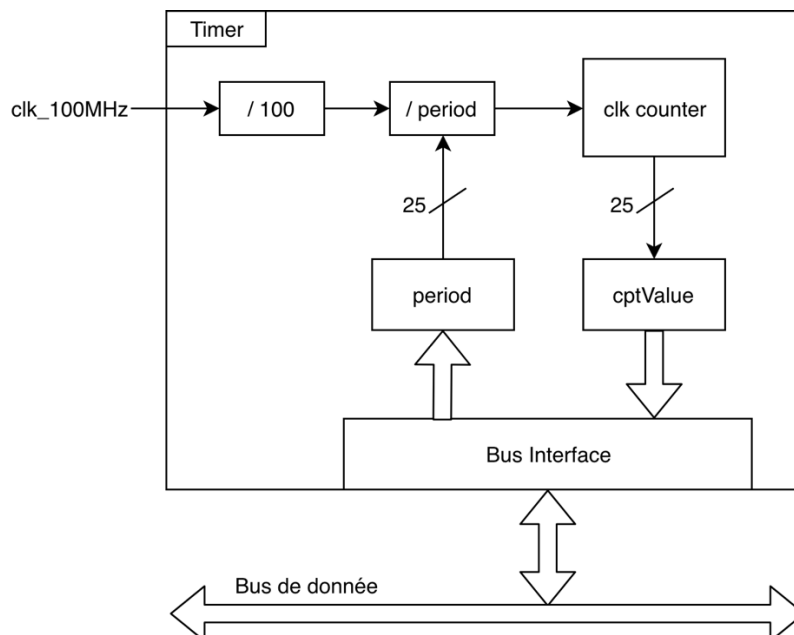 Timer
clk_100MHz
/ 100
/ period
clk counter
25
25
period
cptValue
Bus Interface
Bus de donnée